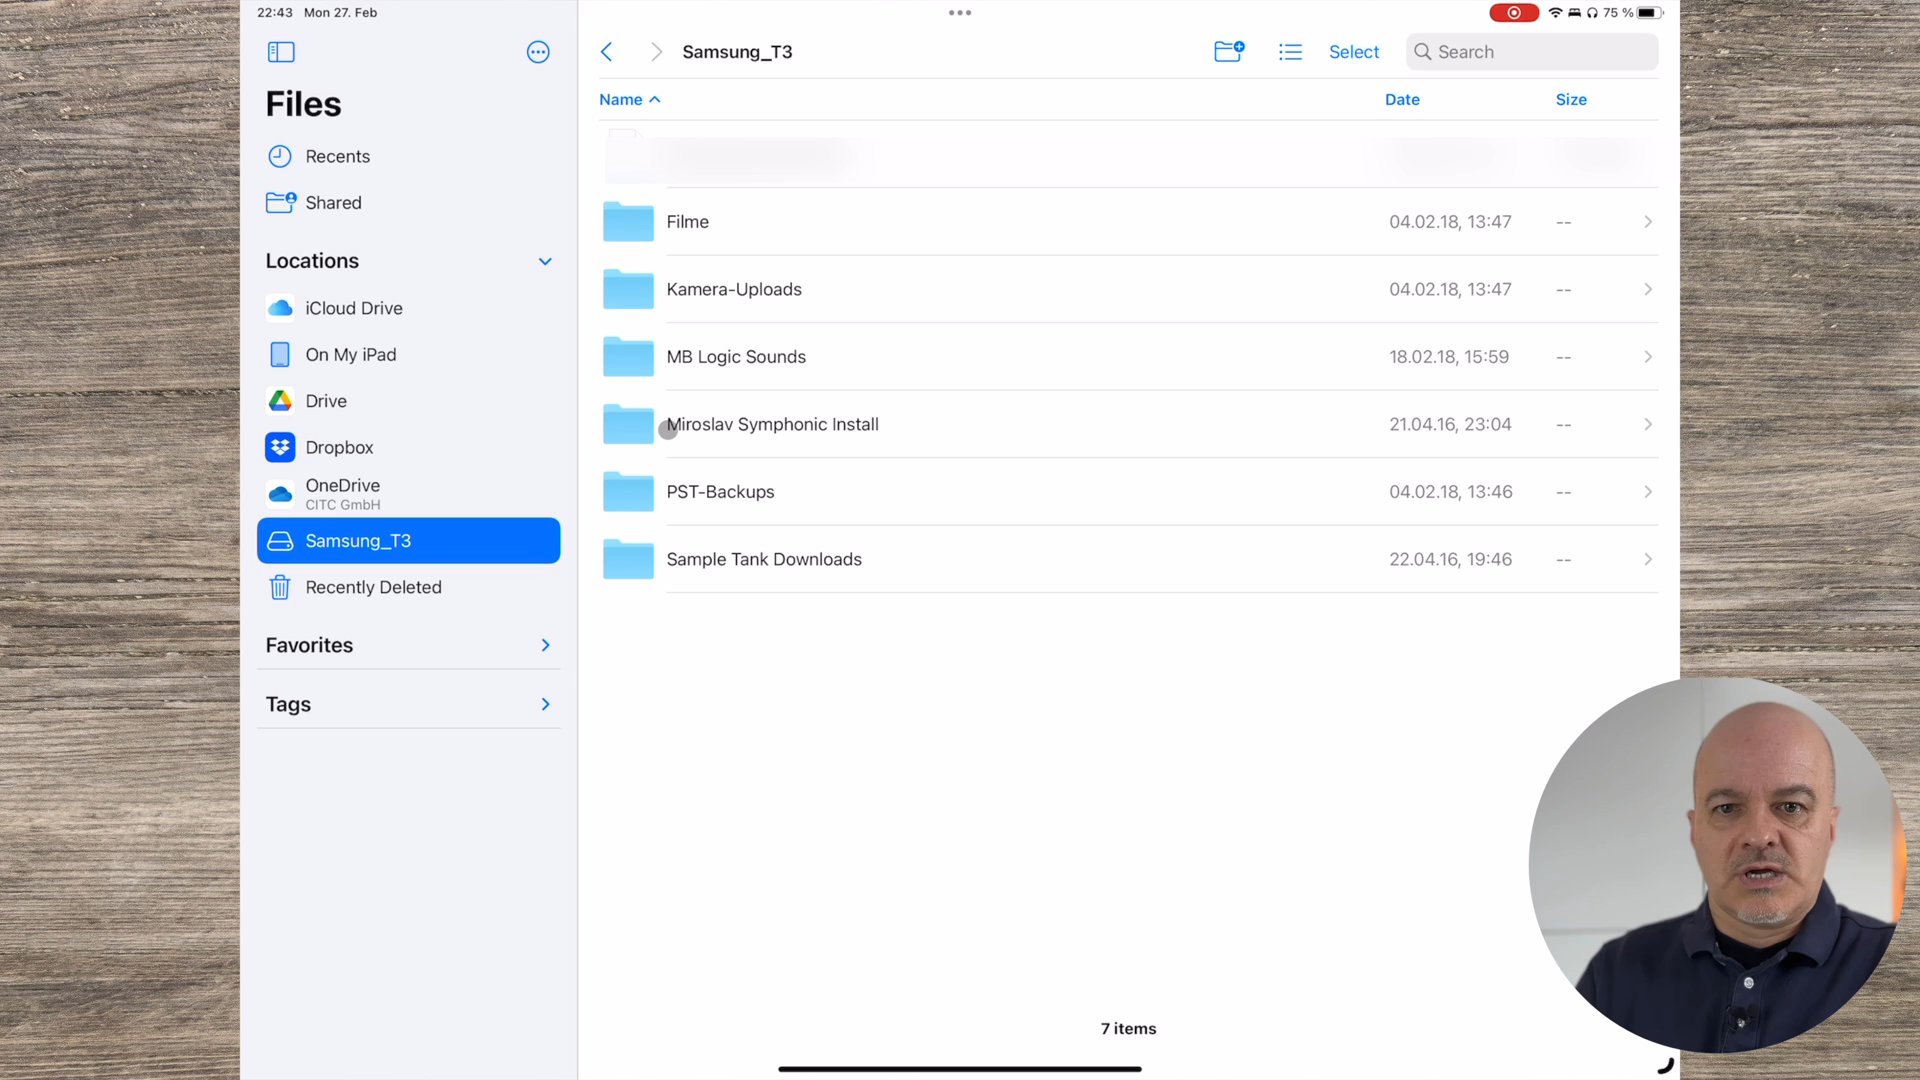 22:43 Mon 27. Feb
75 %
Files
Recents
Shared
Locations
iCloud Drive
On My iPad
Drive
Dropbox
OneDrive
CITC GmbH
Samsung_T3
Recently Deleted
Favorites
Tags
Samsung_T3
Select
Search
Name Date Size
Filme 04.02.18, 13:47 --
Kamera-Uploads 04.02.18, 13:47 --
MB Logic Sounds 18.02.18, 15:59 --
Miroslav Symphonic Install 21.04.16, 23:04 --
PST-Backups 04.02.18, 13:46 --
Sample Tank Downloads 22.04.16, 19:46 --
7 items